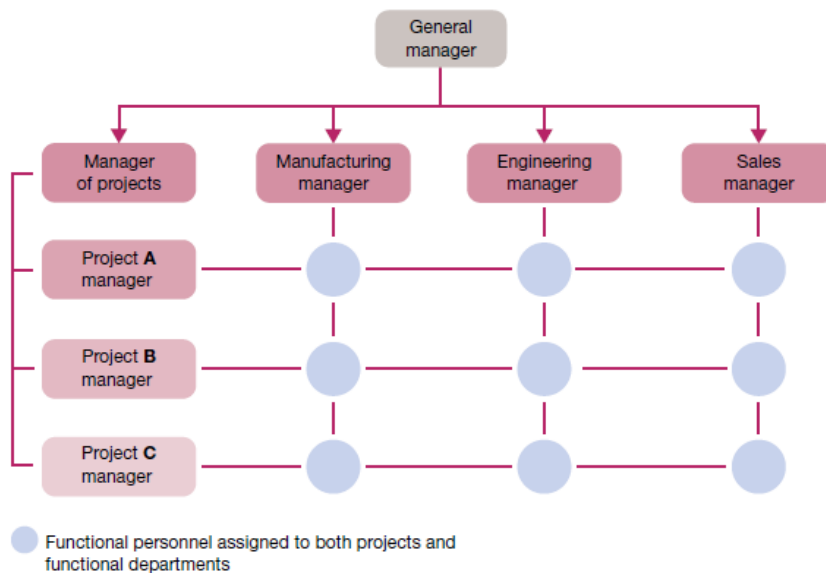 General
manager
Manager
of projects
Manufacturing
manager
Engineering
manager
Sales
manager
Project A
manager
Project B
manager
Project C
manager
Functional personnel assigned to both projects and
functional departments